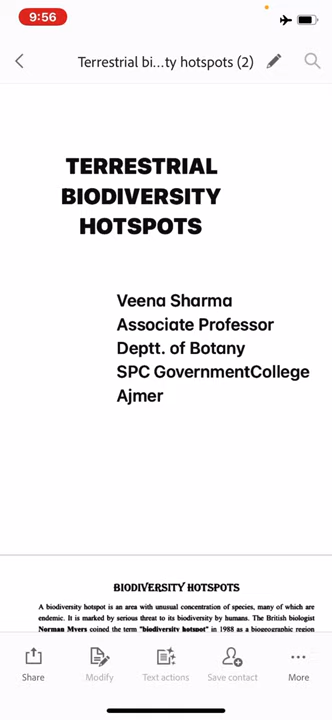 9:56
Terrestrial bi...ty hotspots (2)
TERRESTRIAL
BIODIVERSITY
HOTSPOTS
Veena Sharma
Associate Professor
Deptt. of Botany
SPC GovernmentCollege
Ajmer
BIODIVERSITY HOTSPOTS
A biodiversity hotspot is an area with unusual concentration of species, many of which are
endemic. It is marked by serious threat to its biodiversity by humans. The British biologist
Norman Myers coined the term "biodiversity hotspot" in 1988 as a biogeographic region
Share
Modify
Text actions
Save contact
More